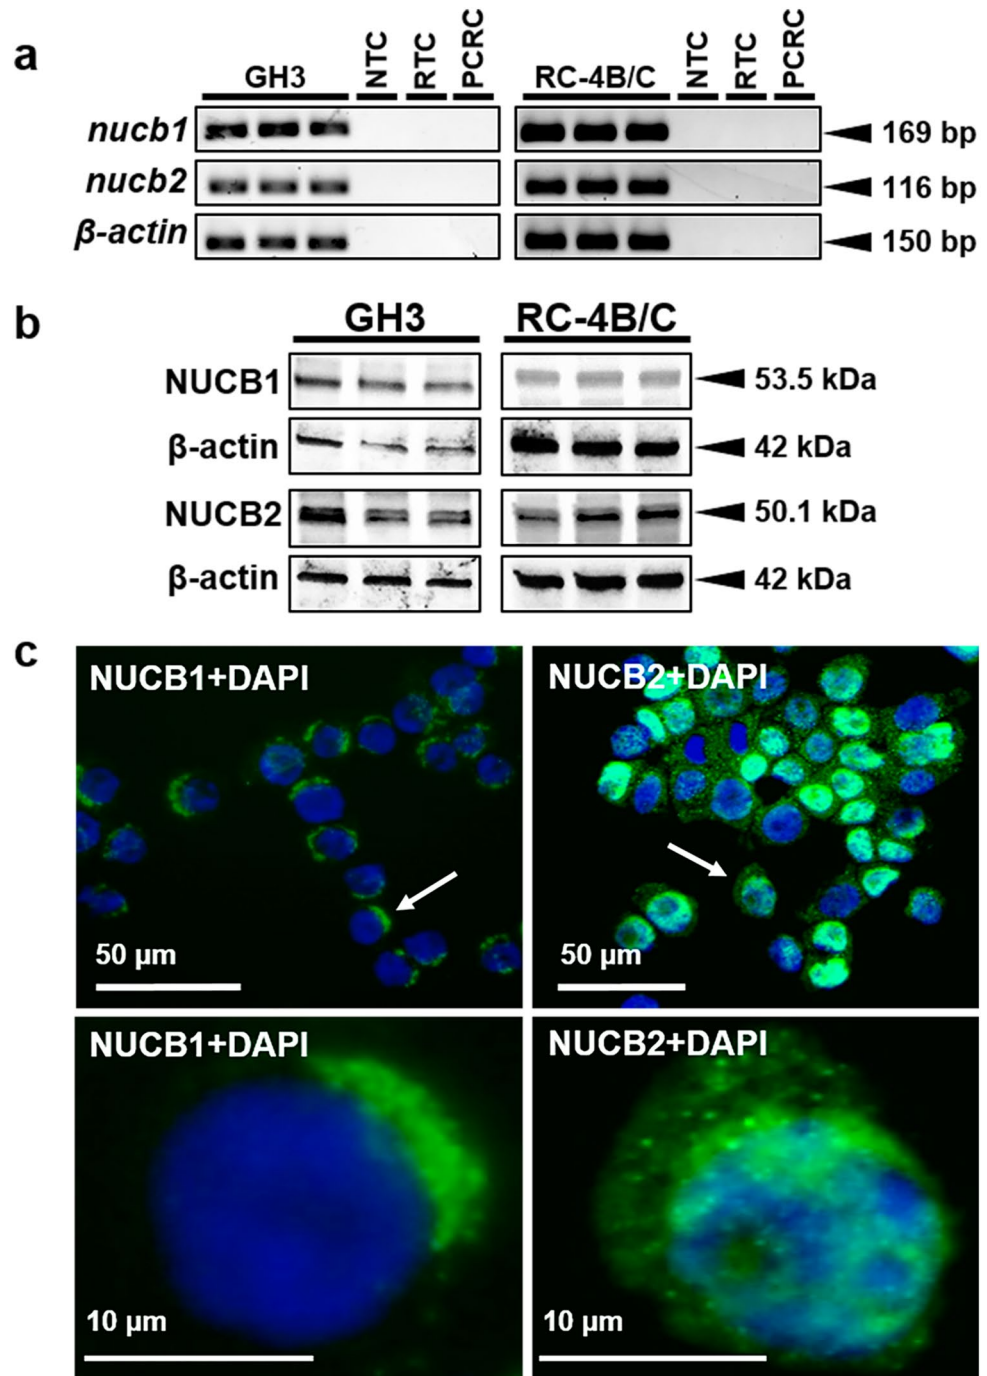 a
GH3 NTC RTC PCRC RC-4B/C NTC RTC PCRC
nucb1 169 bp
nucb2 116 bp
β-actin 150 bp
b
GH3 RC-4B/C
NUCB1 53.5 kDa
β-actin 42 kDa
NUCB2 50.1 kDa
β-actin 42 kDa
c
NUCB1+DAPI NUCB2+DAPI
50 µm 50 µm
NUCB1+DAPI NUCB2+DAPI
10 µm 10 µm